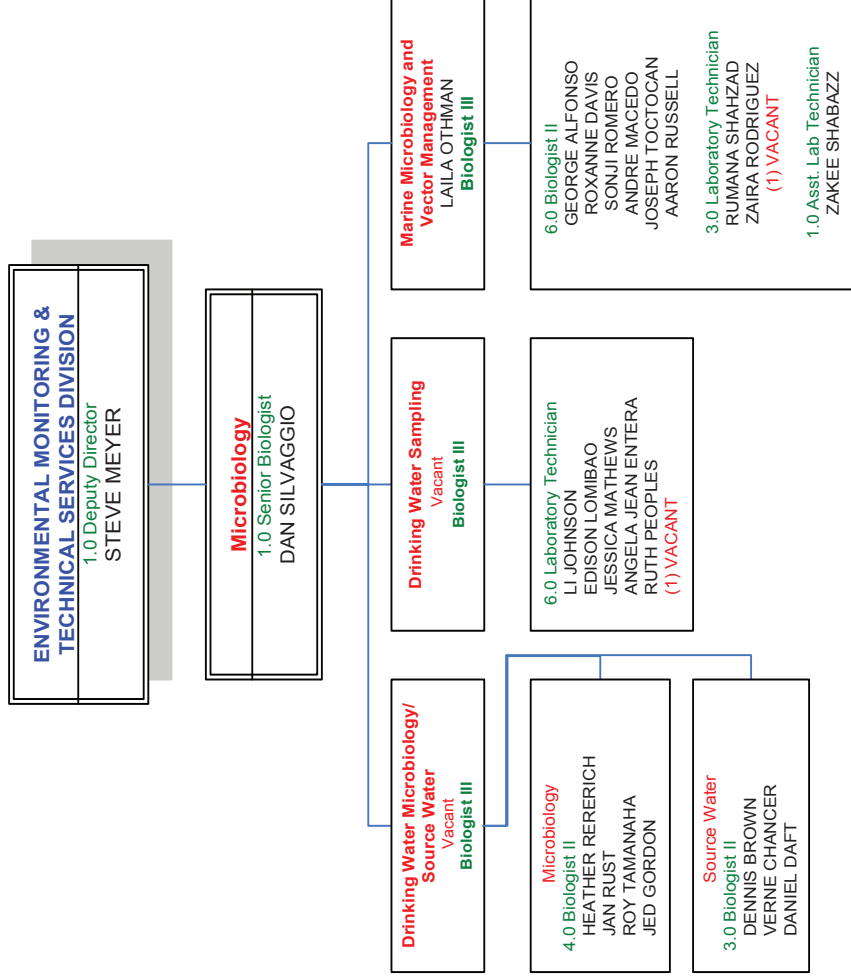 ENVIRONMENTAL MONITORING &
TECHNICAL SERVICES DIVISION
1.0 Deputy Director
STEVE MEYER
Microbiology
1.0 Senior Biologist
DAN SILVAGGIO
Drinking Water Microbiology/
Source Water
Vacant
Biologist III
Microbiology
4.0 Biologist II
HEATHER RERERICH
JAN RUST
ROY TAMANAHA
JED GORDON
Source Water
3.0 Biologist II
DENNIS BROWN
VERNE CHANCER
DANIEL DAFT
Drinking Water Sampling
Vacant
Biologist III
6.0 Laboratory Technician
LI JOHNSON
EDISON LOMIBAO
JESSICA MATHEWS
ANGELA JEAN ENTERA
RUTH PEOPLES
(1) VACANT
Marine Microbiology and
Vector Management
LAILA OTHMAN
Biologist III
6.0 Biologist II
GEORGE ALFONSO
ROXANNE DAVIS
SONJI ROMERO
ANDRE MACEDO
JOSEPH TOCTOCAN
AARON RUSSELL
3.0 Laboratory Technician
RUMANA SHAHZAD
ZAIRA RODRIGUEZ
(1) VACANT
1.0 Asst. Lab Technician
ZAKEE SHABAZZ